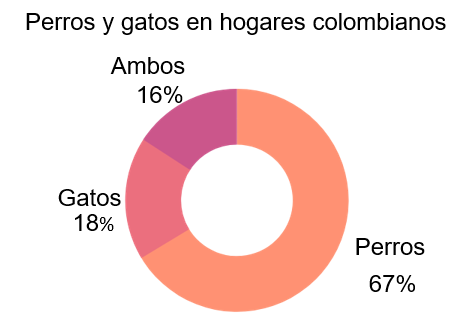 Perros y gatos en hogares colombianos
Ambos
16%
Gatos
18%
Perros
67%